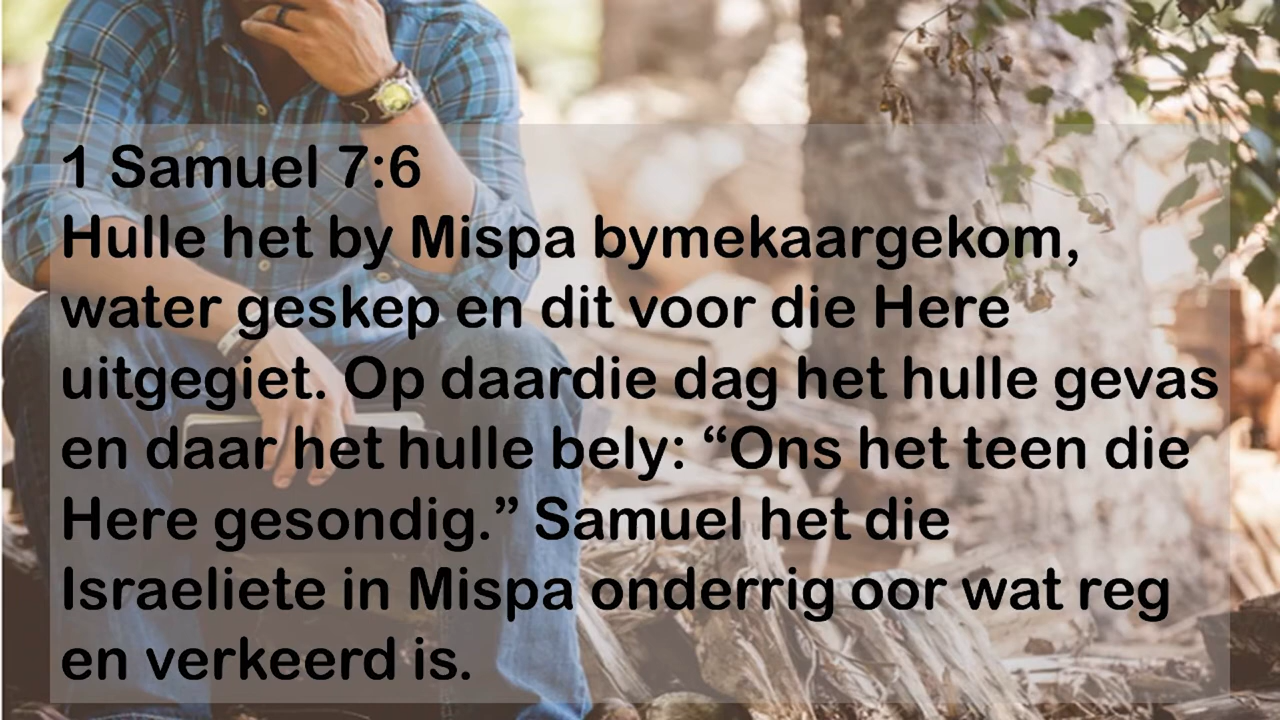 1 Samuel 7:6
Hulle het by Mispa bymekaargekom,
water geskep en dit voor die Here
uitgegiet. Op daardie dag het hulle gevas
en daar het hulle bely: “Ons het teen die
Here gesondig.” Samuel het die
Israeliete in Mispa onderrig oor wat reg
en verkeerd is.